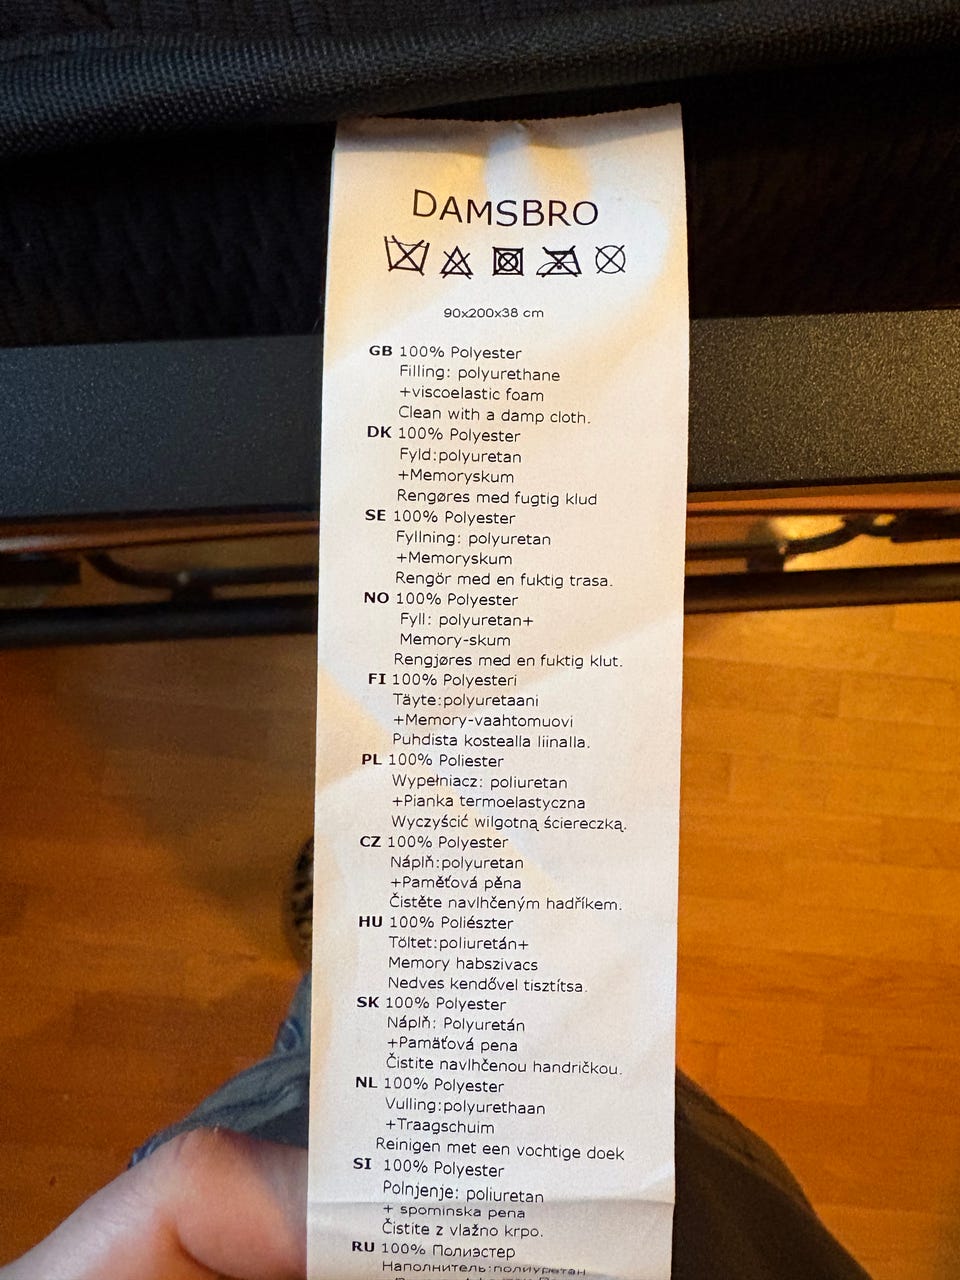 DAMSBRO
90x200x38 cm
GB 100% Polyester
Filling: polyurethane
+viscoelastic foam
Clean with a damp cloth.
DK 100% Polyester
Fyld:polyuretan
+Memoryskum
Rengøres med fugtig klud
SE 100% Polyester
Fyllning: polyuretan
+Memoryskum
Rengör med en fuktig trasa.
NO 100% Polyester
Fyll: polyuretan+
Memory-skum
Rengjøres med en fuktig klut.
FI 100% Polyesteri
Täyte:polyuretaani
+Memory-vaahtomuovi
Puhdista kostealla liinalla.
PL 100% Poliester
Wypełniacz: poliuretan
+Pianka termoelastyczna
Wyczyścić wilgotną ściereczką.
CZ 100% Polyester
Náplň:polyuretan
+Paměťová pěna
Čistěte navlhčeným hadříkem.
HU 100% Poliészter
Töltet:poliuretán+
Memory habszivacs
Nedves kendővel tisztítsa.
SK 100% Polyester
Náplň: Polyuretán
+Pamäťová pena
Čistite navlhčenou handričkou.
NL 100% Polyester
Vulling:polyurethaan
+Traagschuim
Reinigen met een vochtige doek
SI 100% Polyester
Polnjenje: poliuretan
+ spominska pena
Čistite z vlažno krpo.
RU 100% Полиэстер
Наполнитель:полиуретан